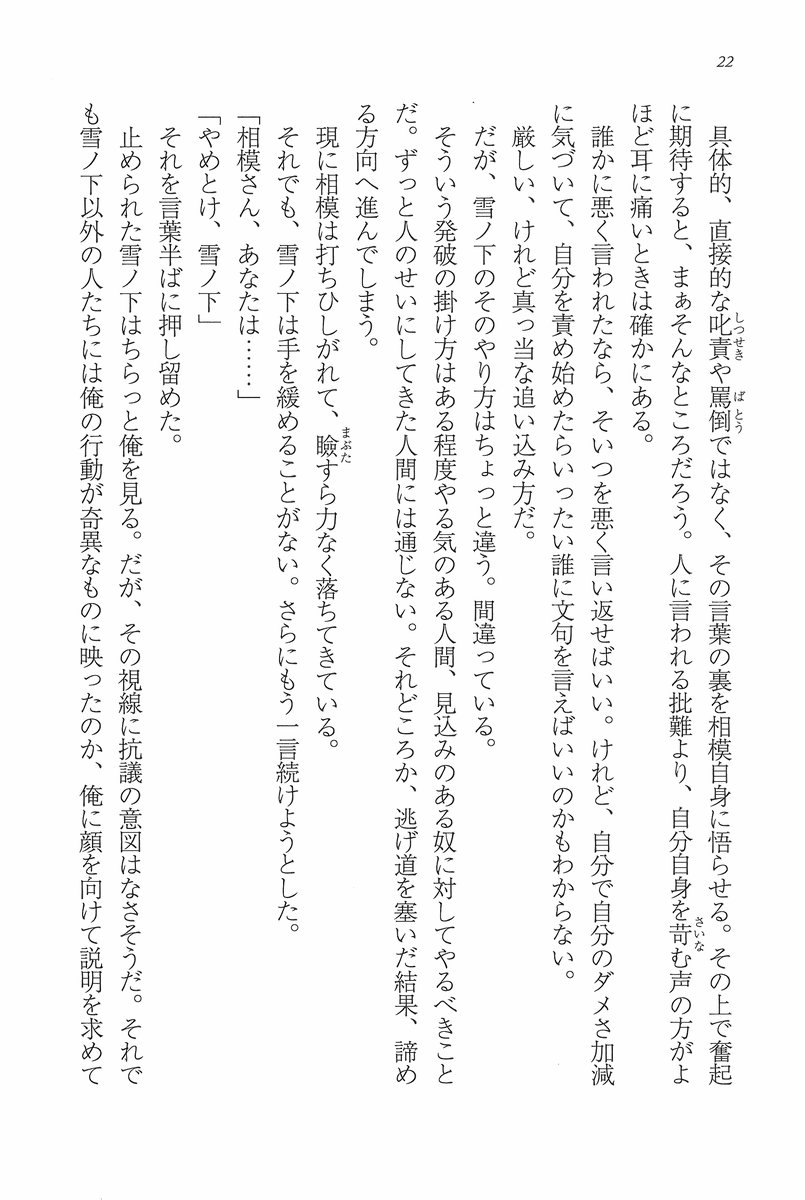 22
具体的、直接的な叱責や罵倒ではなく、その言葉の裏を相模自身に悟らせる。その上で奮起
に期待すると、まぁそんなところだろう。人に言われる批難より、自分自身を苛む声の方がよ
ほど耳に痛いときは確かにある。
誰かに悪く言われたなら、そいつを悪く言い返せばいい。けれど、自分で自分のダメさ加減
に気づいて、自分を責め始めたらいったい誰に文句を言えばいいのかもわからない。
厳しい、けれど真っ当な追い込み方だ。
だが、雪ノ下のそのやり方はちょっと違う。間違っている。
そういう発破の掛け方はある程度やる気のある人間、見込みのある奴に対してやるべきこと
だ。ずっと人のせいにしてきた人間には通じない。それどころか、逃げ道を塞いだ結果、諦め
る方向へ進んでしまう。
現に相模は打ちひしがれて、瞼すら力なく落ちてきている。
それでも、雪ノ下は手を緩めることがない。さらにもう一言続けようとした。
「相模さん、あなたは……」
「やめとけ、雪ノ下」
それを言葉半ばに押し留めた。
止められた雪ノ下はちらっと俺を見る。だが、その視線に抗議の意図はなさそうだ。それで
も雪ノ下以外の人たちには俺の行動が奇異なものに映ったのか、俺に顔を向けて説明を求めて
しつせき
ばとう
さいな
まぶた